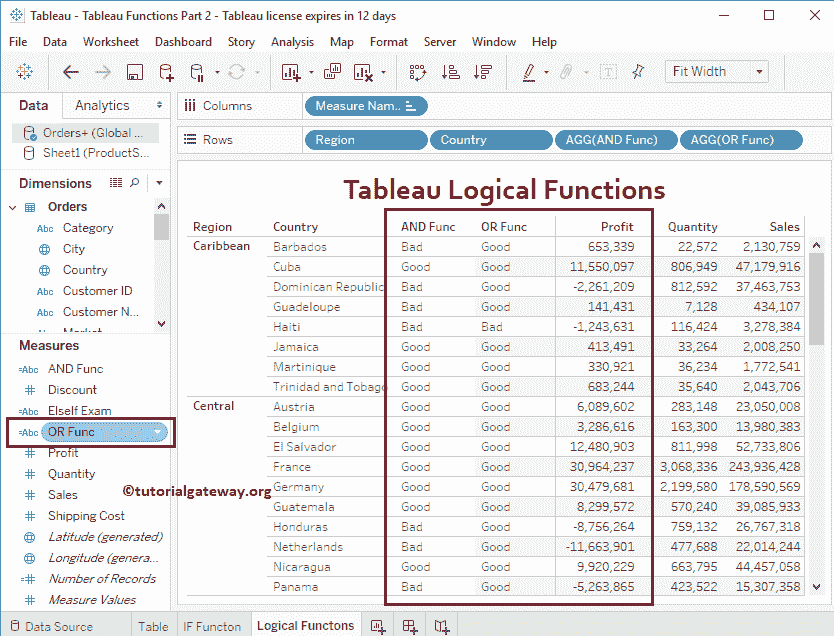 Tableau - Tableau Functions Part 2 - Tableau license expires in 12 days
File Data Worksheet Dashboard Story Analysis Map Format Server Window Help
Fit Width
Data Analytics
Orders+ (Global ...
Sheet1 (ProductS...
Columns Measure Nam..
Rows Region Country AGG(AND Func) AGG(OR Func)
Dimensions
Orders
Abc Category
City
Country
Abc Customer ID
Abc Customer N...
Abc Market
Measures
=Abc AND Func
# Discount
=Abc ElseIf Exam
=Abc OR Func
# Profit
# Quantity
# Sales
# Shipping Cost
Latitude (generated)
Longitude (genera...
=# Number of Records
# Measure Values
©tutorialgateway.org
Tableau Logical Functions
Region Country AND Func OR Func Profit Quantity Sales
Caribbean Barbados Bad Good 653,339 22,572 2,130,759
Cuba Good Good 11,550,097 806,949 47,179,916
Dominican Republic Bad Good -2,261,209 812,592 37,463,753
Guadeloupe Bad Good 141,431 7,128 434,107
Haiti Bad Bad -1,243,631 116,424 3,278,384
Jamaica Good Good 413,491 33,264 2,008,250
Martinique Good Good 330,921 36,234 1,772,541
Trinidad and Tobago Good Good 683,244 35,640 2,043,706
Central Austria Good Good 6,089,602 283,148 23,050,008
Belgium Good Good 3,286,616 163,300 13,980,383
El Salvador Good Good 12,480,903 811,998 52,733,806
France Good Good 30,964,237 3,068,336 243,936,428
Germany Good Good 30,479,681 2,199,580 178,590,569
Guatemala Good Good 8,299,572 570,240 39,085,933
Honduras Bad Good -8,756,264 759,132 26,767,318
Netherlands Bad Good -11,663,901 477,688 22,014,244
Nicaragua Good Good 9,920,229 663,795 44,457,058
Panama Bad Good -5,263,865 423,522 15,307,358
Data Source Table IF Functon Logical Functons